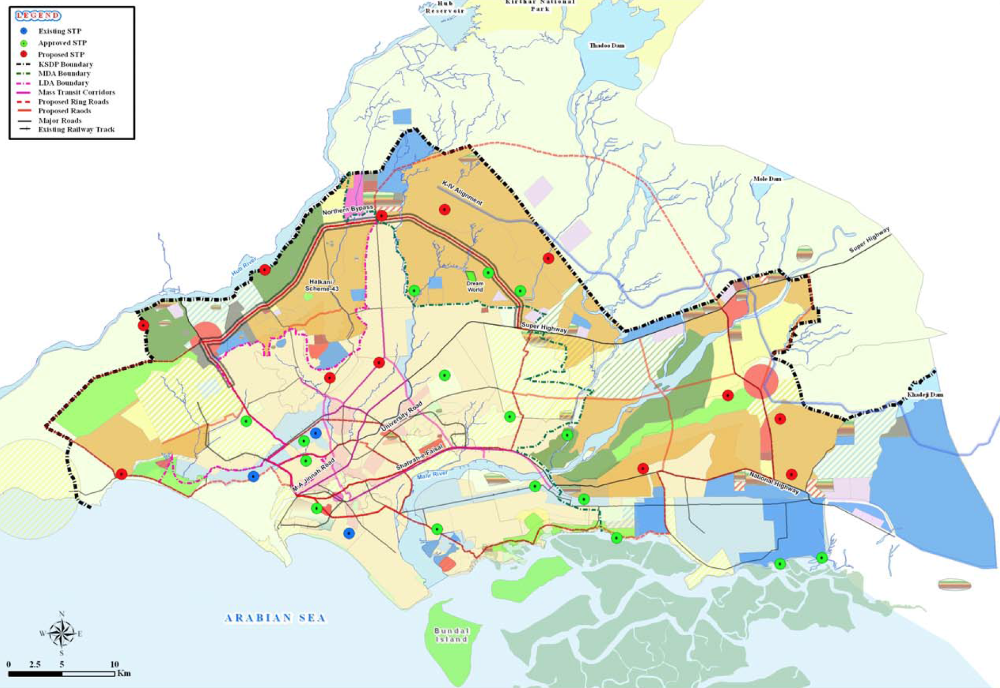 LEGEND
Existing STP
Approved STP
Proposed STP
KSDP Boundary
MDA Boundary
LDA Boundary
Mass Transit Corridors
Proposed Ring Roads
Proposed Raods
Major Roads
Existing Railway Track
Hub
Reservoir
Kirthar National
Park
Thadoo Dam
Mole Dam
K-IV Alignment
Northern Bypass
Super Highway
Hub River
Halkani
Scheme-43
Dream
World
Super Highway
Khadeji Dam
University Road
Shahrah-e-Faisal
M-A Jinnah Road
Malir River
National Highway
ARABIAN SEA
Bundal
Island
N
W
E
S
0 2.5 5 10
Km